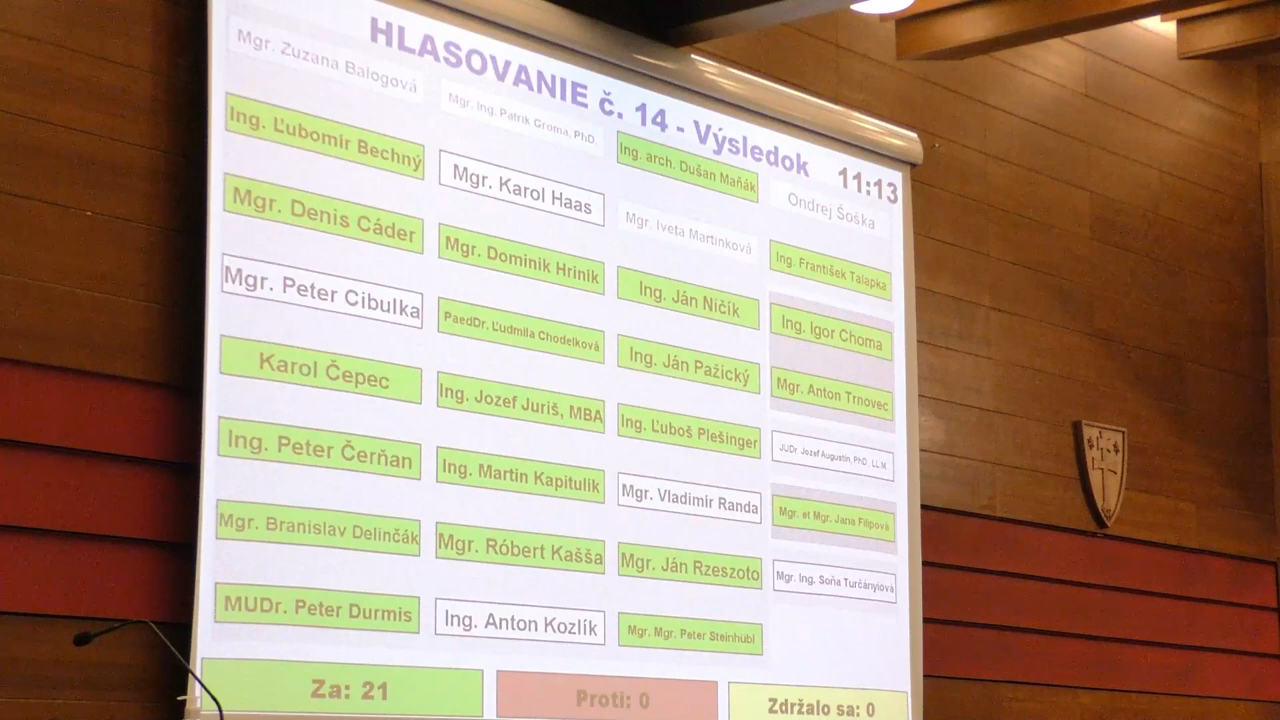 HLASOVANIE č. 14 - Výsledok
11:13
Mgr. Zuzana Balogová
Ing. Ľubomír Bechný
Mgr. Denis Cáder
Mgr. Peter Cibulka
Karol Čepec
Ing. Peter Čerňan
Mgr. Branislav Delinčák
MUDr. Peter Durmis
Mgr. Ing. Patrik Groma, PhD.
Mgr. Karol Haas
Mgr. Dominik Hriník
PaedDr. Ľudmila Chodelková
Ing. Jozef Juriš, MBA
Ing. Martin Kapitulík
Mgr. Róbert Kašša
Ing. Anton Kozlík
Ing. arch. Dušan Maňák
Mgr. Iveta Martinková
Ing. Ján Ničík
Ing. Ján Pažický
Ing. Ľuboš Plešinger
Mgr. Vladimír Randa
Mgr. Ján Rzeszoto
Mgr. Mgr. Peter Steinhübl
Ondrej Šoška
Ing. František Talapka
Ing. Igor Choma
Mgr. Anton Trnovec
JUDr. Jozef Augustín, PhD., LL.M.
Mgr. et Mgr. Jana Filipová
Mgr. Ing. Soňa Turčányiová
Za: 21
Proti: 0
Zdržalo sa: 0